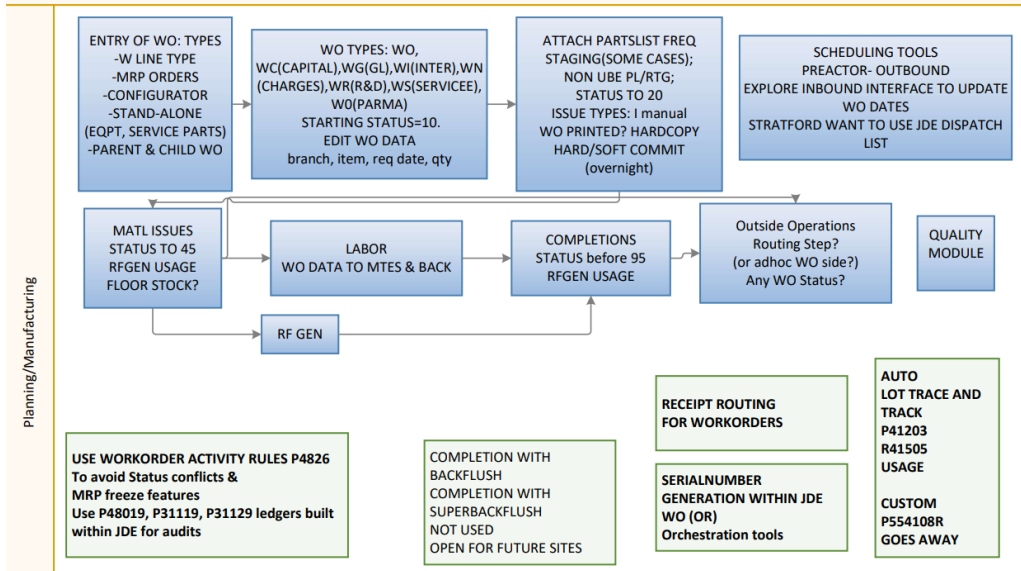 Planning/Manufacturing
ENTRY OF WO: TYPES
-W LINE TYPE
-MRP ORDERS
-CONFIGURATOR
-STAND-ALONE
(EQPT, SERVICE PARTS)
-PARENT & CHILD WO
WO TYPES: WO,
WC(CAPITAL),WG(GL),WI(INTER),WN
(CHARGES),WR(R&D),WS(SERVICEE),
W0(PARMA)
STARTING STATUS=10.
EDIT WO DATA
branch, item, req date, qty
ATTACH PARTSLIST FREQ
STAGING(SOME CASES);
NON UBE PL/RTG;
STATUS TO 20
ISSUE TYPES: I manual
WO PRINTED? HARDCOPY
HARD/SOFT COMMIT
(overnight)
SCHEDULING TOOLS
PREACTOR- OUTBOUND
EXPLORE INBOUND INTERFACE TO UPDATE
WO DATES
STRATFORD WANT TO USE JDE DISPATCH
LIST
MATL ISSUES
STATUS TO 45
RFGEN USAGE
FLOOR STOCK?
LABOR
WO DATA TO MTES & BACK
COMPLETIONS
STATUS before 95
RFGEN USAGE
Outside Operations
Routing Step?
(or adhoc WO side?)
Any WO Status?
QUALITY
MODULE
RF GEN
USE WORKORDER ACTIVITY RULES P4826
To avoid Status conflicts &
MRP freeze features
Use P48019, P31119, P31129 ledgers built
within JDE for audits
COMPLETION WITH
BACKFLUSH
COMPLETION WITH
SUPERBACKFLUSH
NOT USED
OPEN FOR FUTURE SITES
RECEIPT ROUTING
FOR WORKORDERS
SERIALNUMBER
GENERATION WITHIN JDE
WO (OR)
Orchestration tools
AUTO
LOT TRACE AND
TRACK
P41203
R41505
USAGE
CUSTOM
P554108R
GOES AWAY